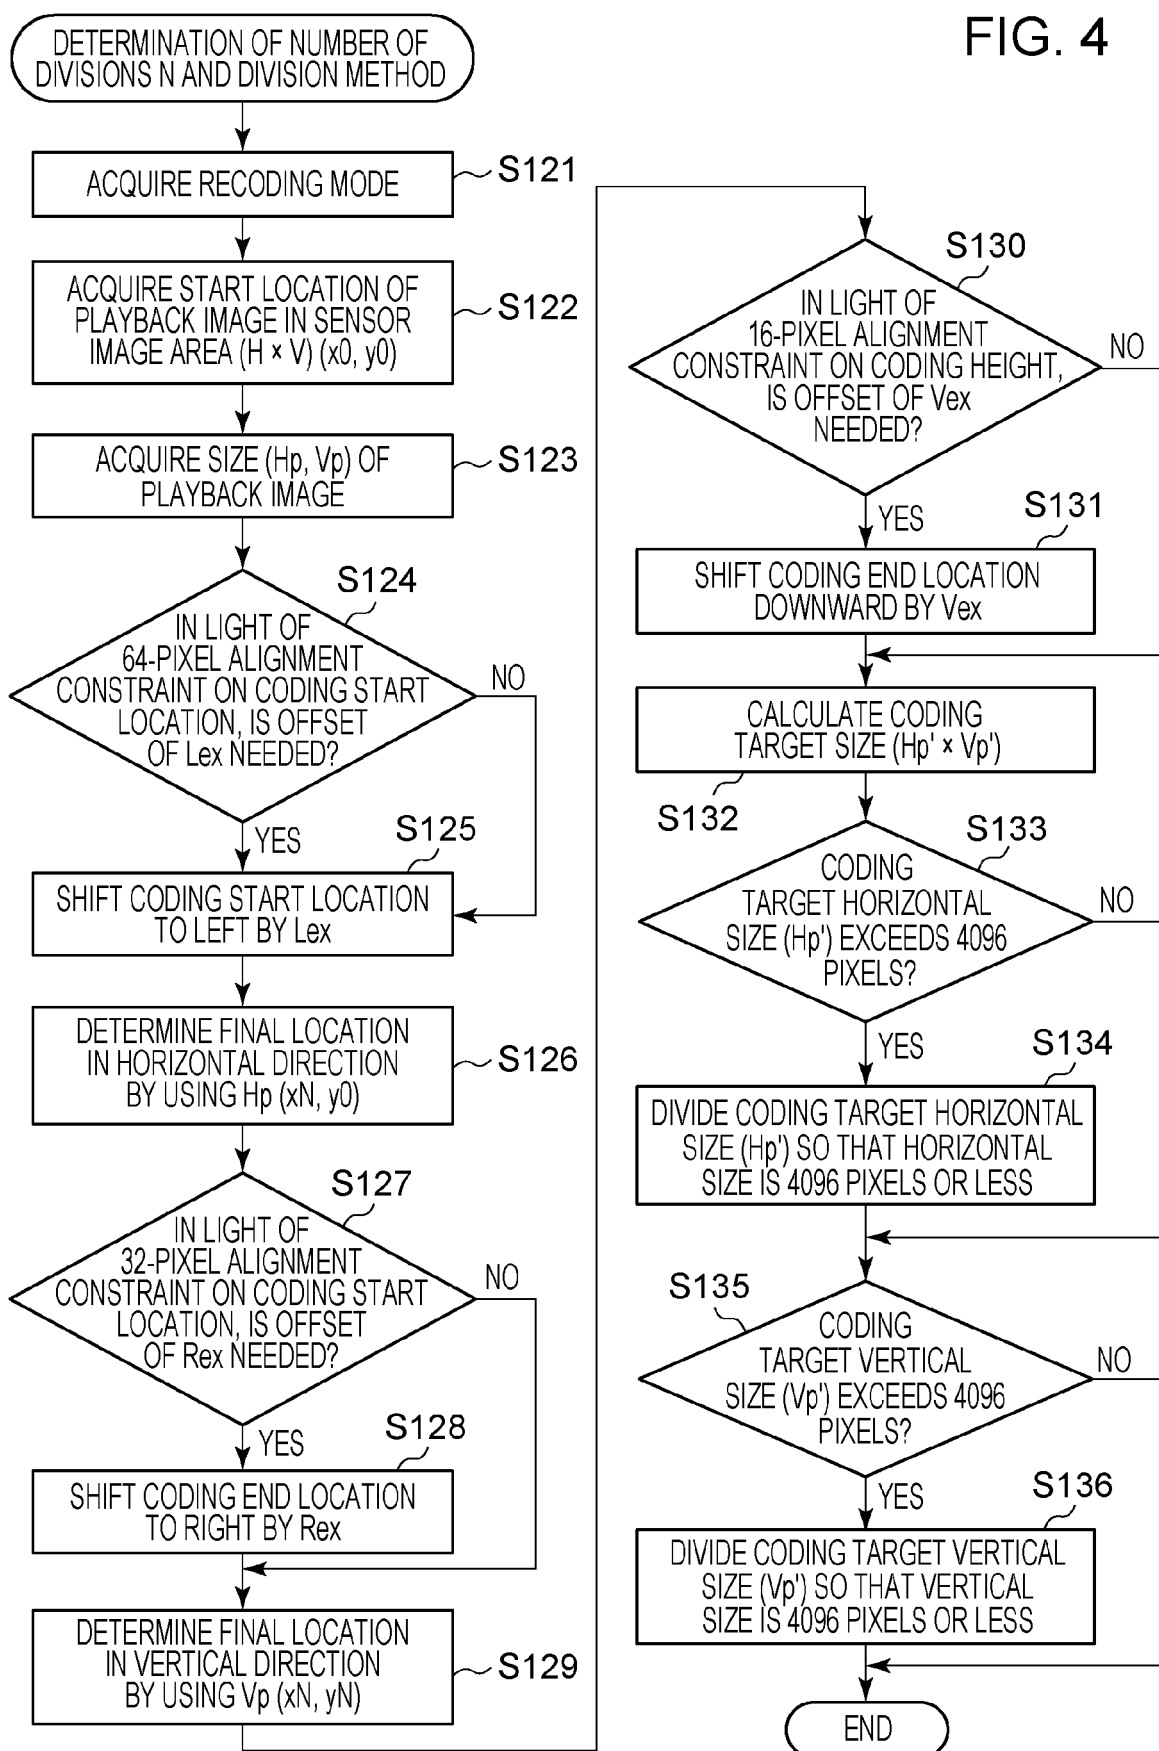 FIG. 4
DETERMINATION OF NUMBER OF
DIVISIONS N AND DIVISION METHOD
ACQUIRE RECODING MODE
S121
ACQUIRE START LOCATION OF
PLAYBACK IMAGE IN SENSOR
IMAGE AREA (H × V) (x0, y0)
S122
ACQUIRE SIZE (Hp, Vp) OF
PLAYBACK IMAGE
S123
S124
IN LIGHT OF
64-PIXEL ALIGNMENT
CONSTRAINT ON CODING START
LOCATION, IS OFFSET
OF Lex NEEDED?
NO
YES
S125
SHIFT CODING START LOCATION
TO LEFT BY Lex
DETERMINE FINAL LOCATION
IN HORIZONTAL DIRECTION
BY USING Hp (xN, y0)
S126
S127
IN LIGHT OF
32-PIXEL ALIGNMENT
CONSTRAINT ON CODING START
LOCATION, IS OFFSET
OF Rex NEEDED?
NO
YES
S128
SHIFT CODING END LOCATION
TO RIGHT BY Rex
DETERMINE FINAL LOCATION
IN VERTICAL DIRECTION
BY USING Vp (xN, yN)
S129
S130
IN LIGHT OF
16-PIXEL ALIGNMENT
CONSTRAINT ON CODING HEIGHT,
IS OFFSET OF Vex
NEEDED?
NO
YES
S131
SHIFT CODING END LOCATION
DOWNWARD BY Vex
CALCULATE CODING
TARGET SIZE (Hp' × Vp')
S132
S133
CODING
TARGET HORIZONTAL
SIZE (Hp') EXCEEDS 4096
PIXELS?
NO
YES
S134
DIVIDE CODING TARGET HORIZONTAL
SIZE (Hp') SO THAT HORIZONTAL
SIZE IS 4096 PIXELS OR LESS
S135
CODING
TARGET VERTICAL
SIZE (Vp') EXCEEDS 4096
PIXELS?
NO
YES
S136
DIVIDE CODING TARGET VERTICAL
SIZE (Vp') SO THAT VERTICAL
SIZE IS 4096 PIXELS OR LESS
END